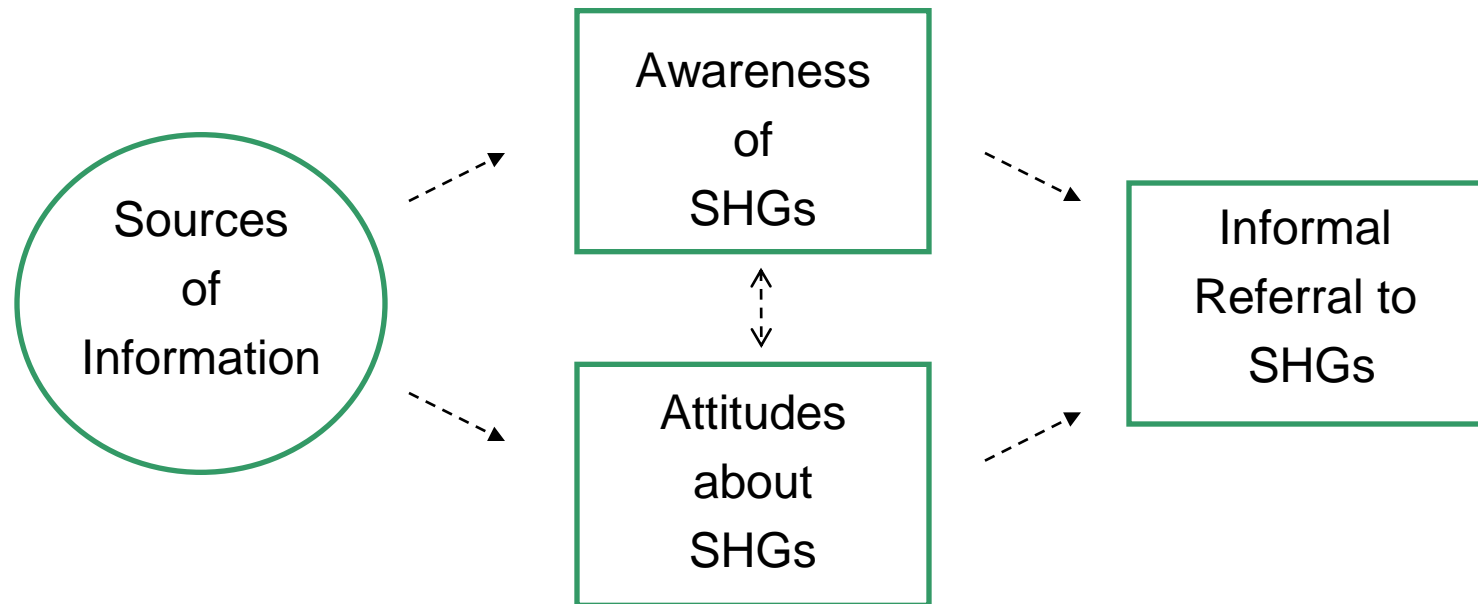 Sources
of
Information
Awareness
of
SHGs
Attitudes
about
SHGs
Informal
Referral to
SHGs